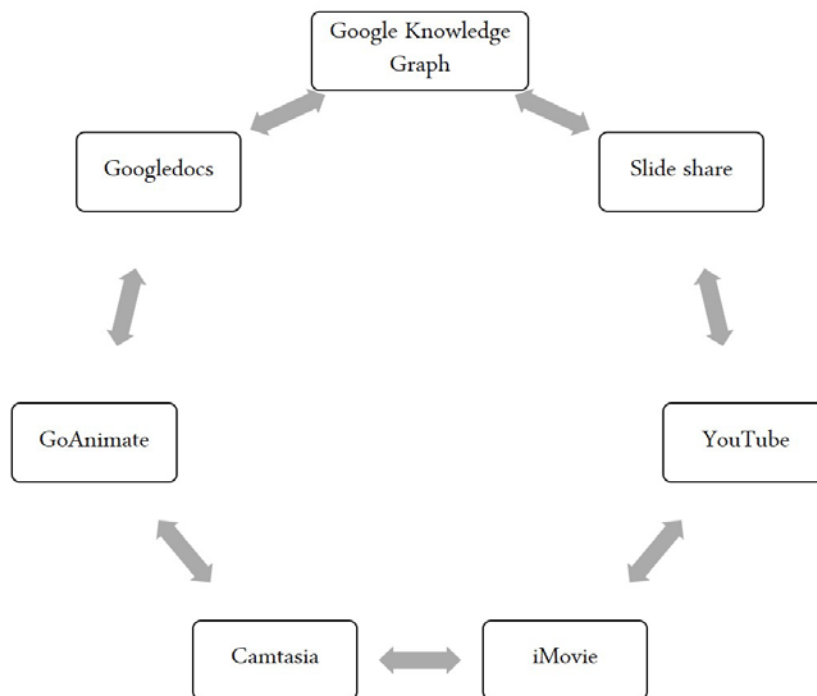 Google Knowledge
Graph
Googledocs
Slide share
GoAnimate
YouTube
Camtasia
iMovie